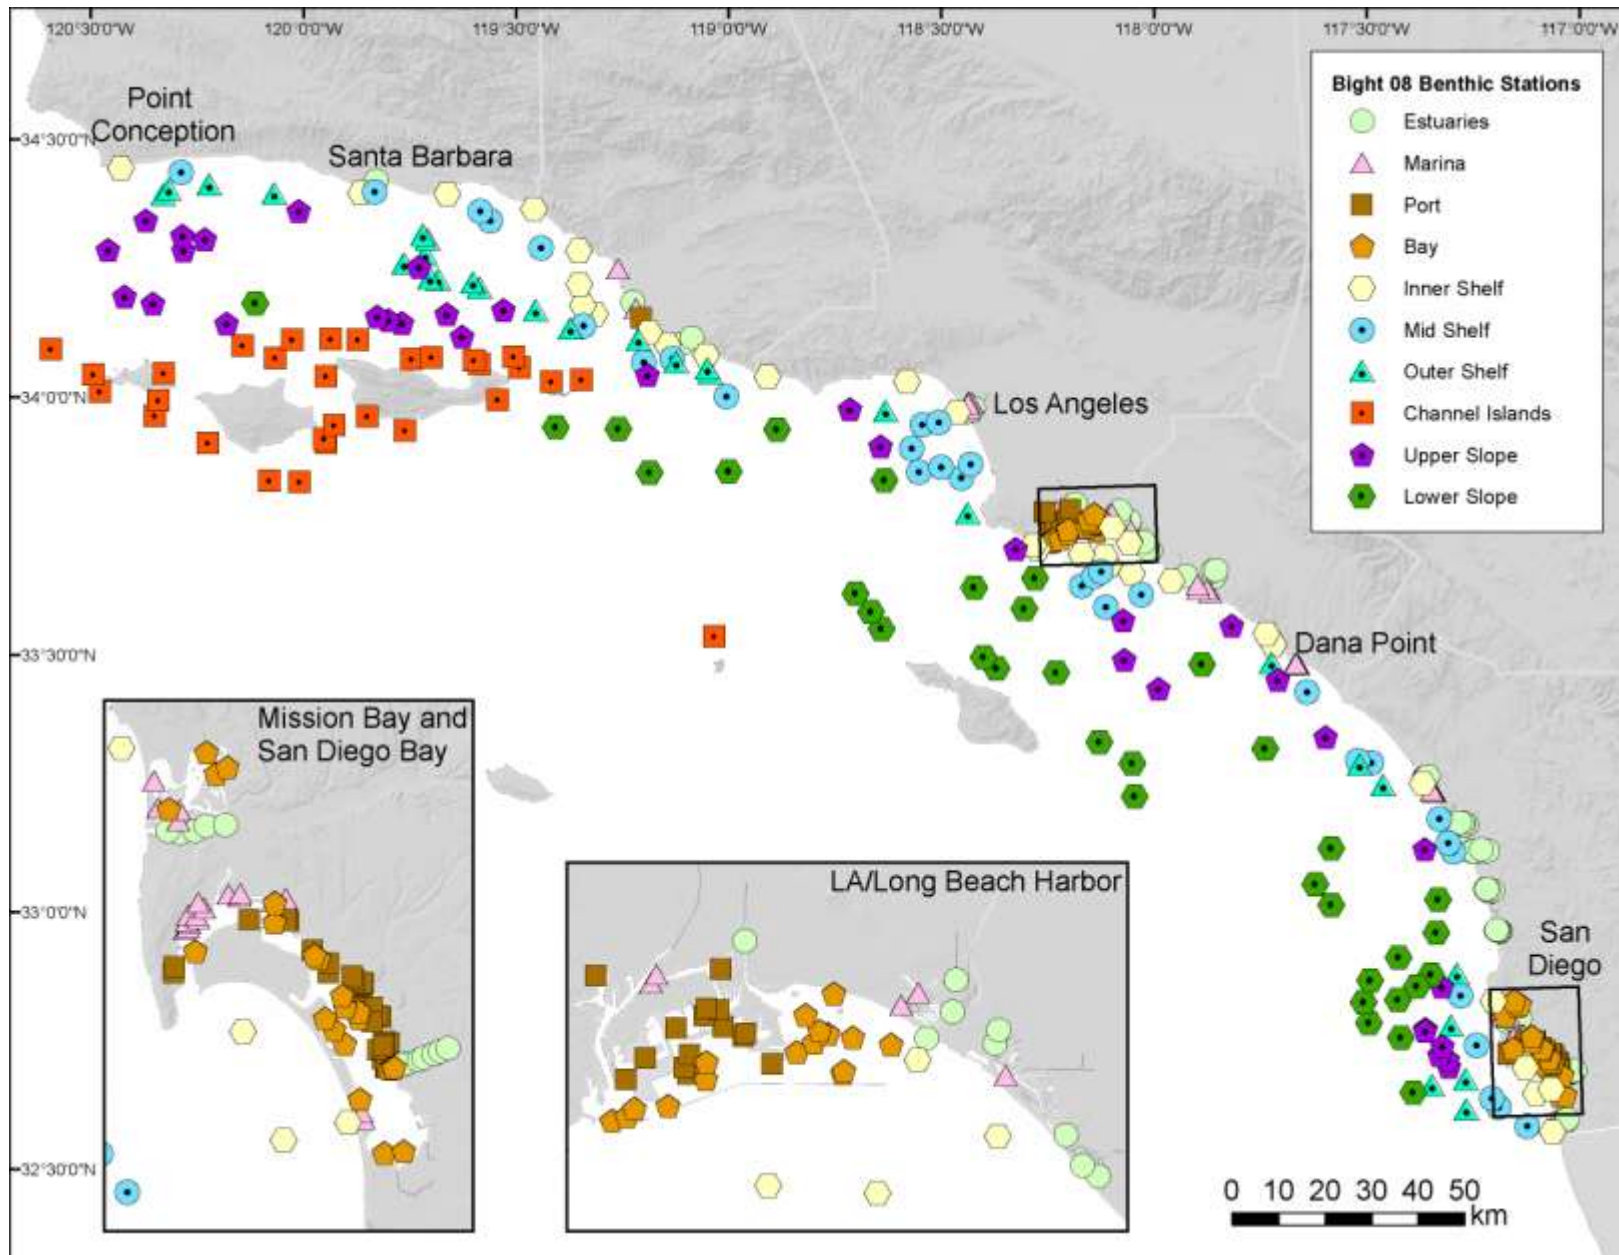 120°30'0"W
120°0'0"W
119°30'0"W
119°0'0"W
118°30'0"W
118°0'0"W
117°30'0"W
117°0'0"W
Bight 08 Benthic Stations
Estuaries
Marina
Port
Bay
Inner Shelf
Mid Shelf
Outer Shelf
Channel Islands
Upper Slope
Lower Slope
Point
Conception
34°30'0"N
Santa Barbara
34°0'0"N
Los Angeles
33°30'0"N
Dana Point
Mission Bay and
San Diego Bay
LA/Long Beach Harbor
33°0'0"N
San
Diego
32°30'0"N
0 10 20 30 40 50
km